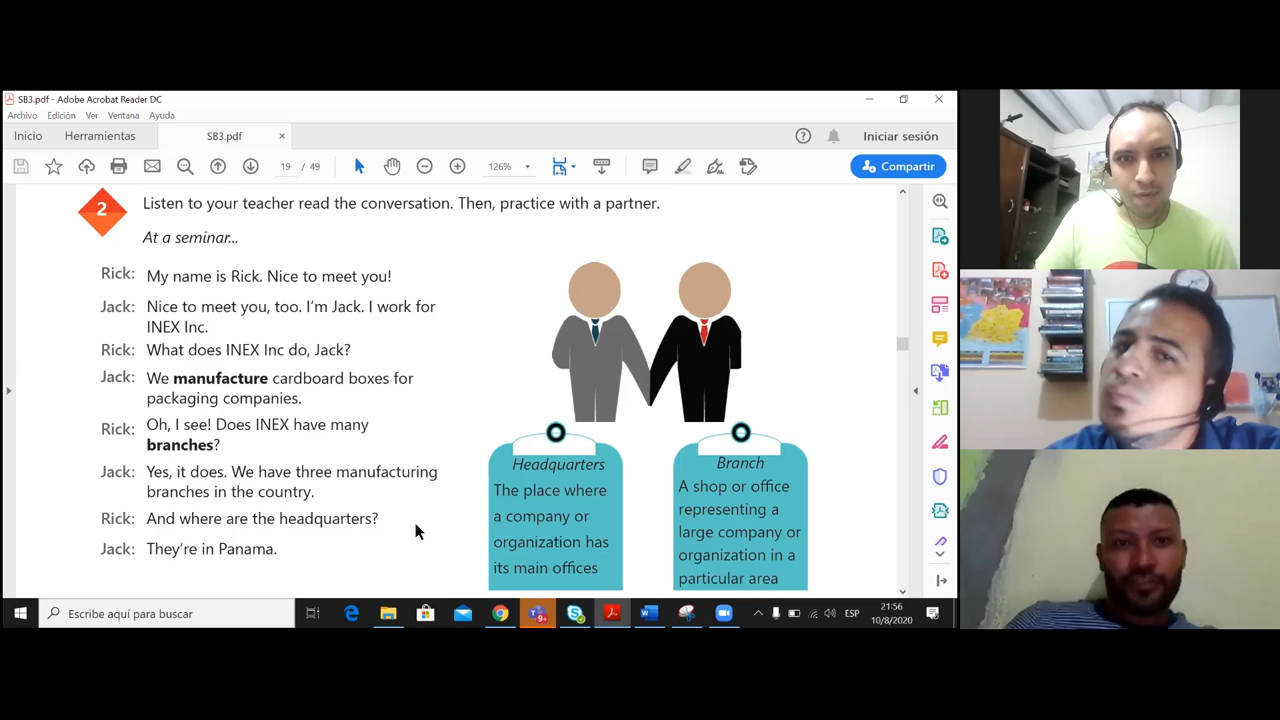 SB3.pdf - Adobe Acrobat Reader DC
Archivo Edición Ver Ventana Ayuda
Inicio Herramientas SB3.pdf × Iniciar sesión
19 / 49 126% Compartir
2 Listen to your teacher read the conversation. Then, practice with a partner.
At a seminar...
Rick: My name is Rick. Nice to meet you!
Jack: Nice to meet you, too. I'm Jack. I work for
INEX Inc.
Rick: What does INEX Inc do, Jack?
Jack: We manufacture cardboard boxes for
packaging companies.
Rick: Oh, I see! Does INEX have many
branches?
Jack: Yes, it does. We have three manufacturing
branches in the country.
Rick: And where are the headquarters?
Jack: They're in Panama.
Headquarters
The place where
a company or
organization has
its main offices
Branch
A shop or office
representing a
large company or
organization in a
particular area
Escribe aquí para buscar
9+
ESP
21:56
10/8/2020